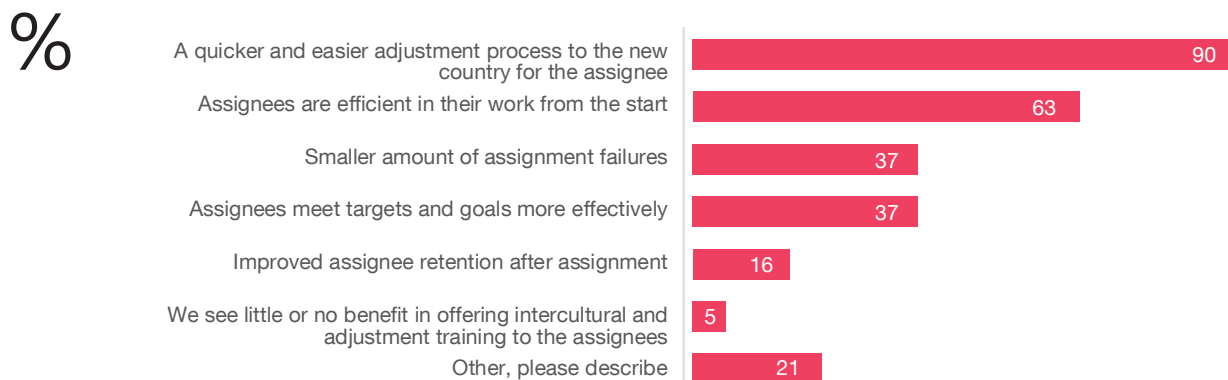 %
A quicker and easier adjustment process to the new
country for the assignee
90
Assignees are efficient in their work from the start
63
Smaller amount of assignment failures
37
Assignees meet targets and goals more effectively
37
Improved assignee retention after assignment
16
We see little or no benefit in offering intercultural and
adjustment training to the assignees
5
Other, please describe
21